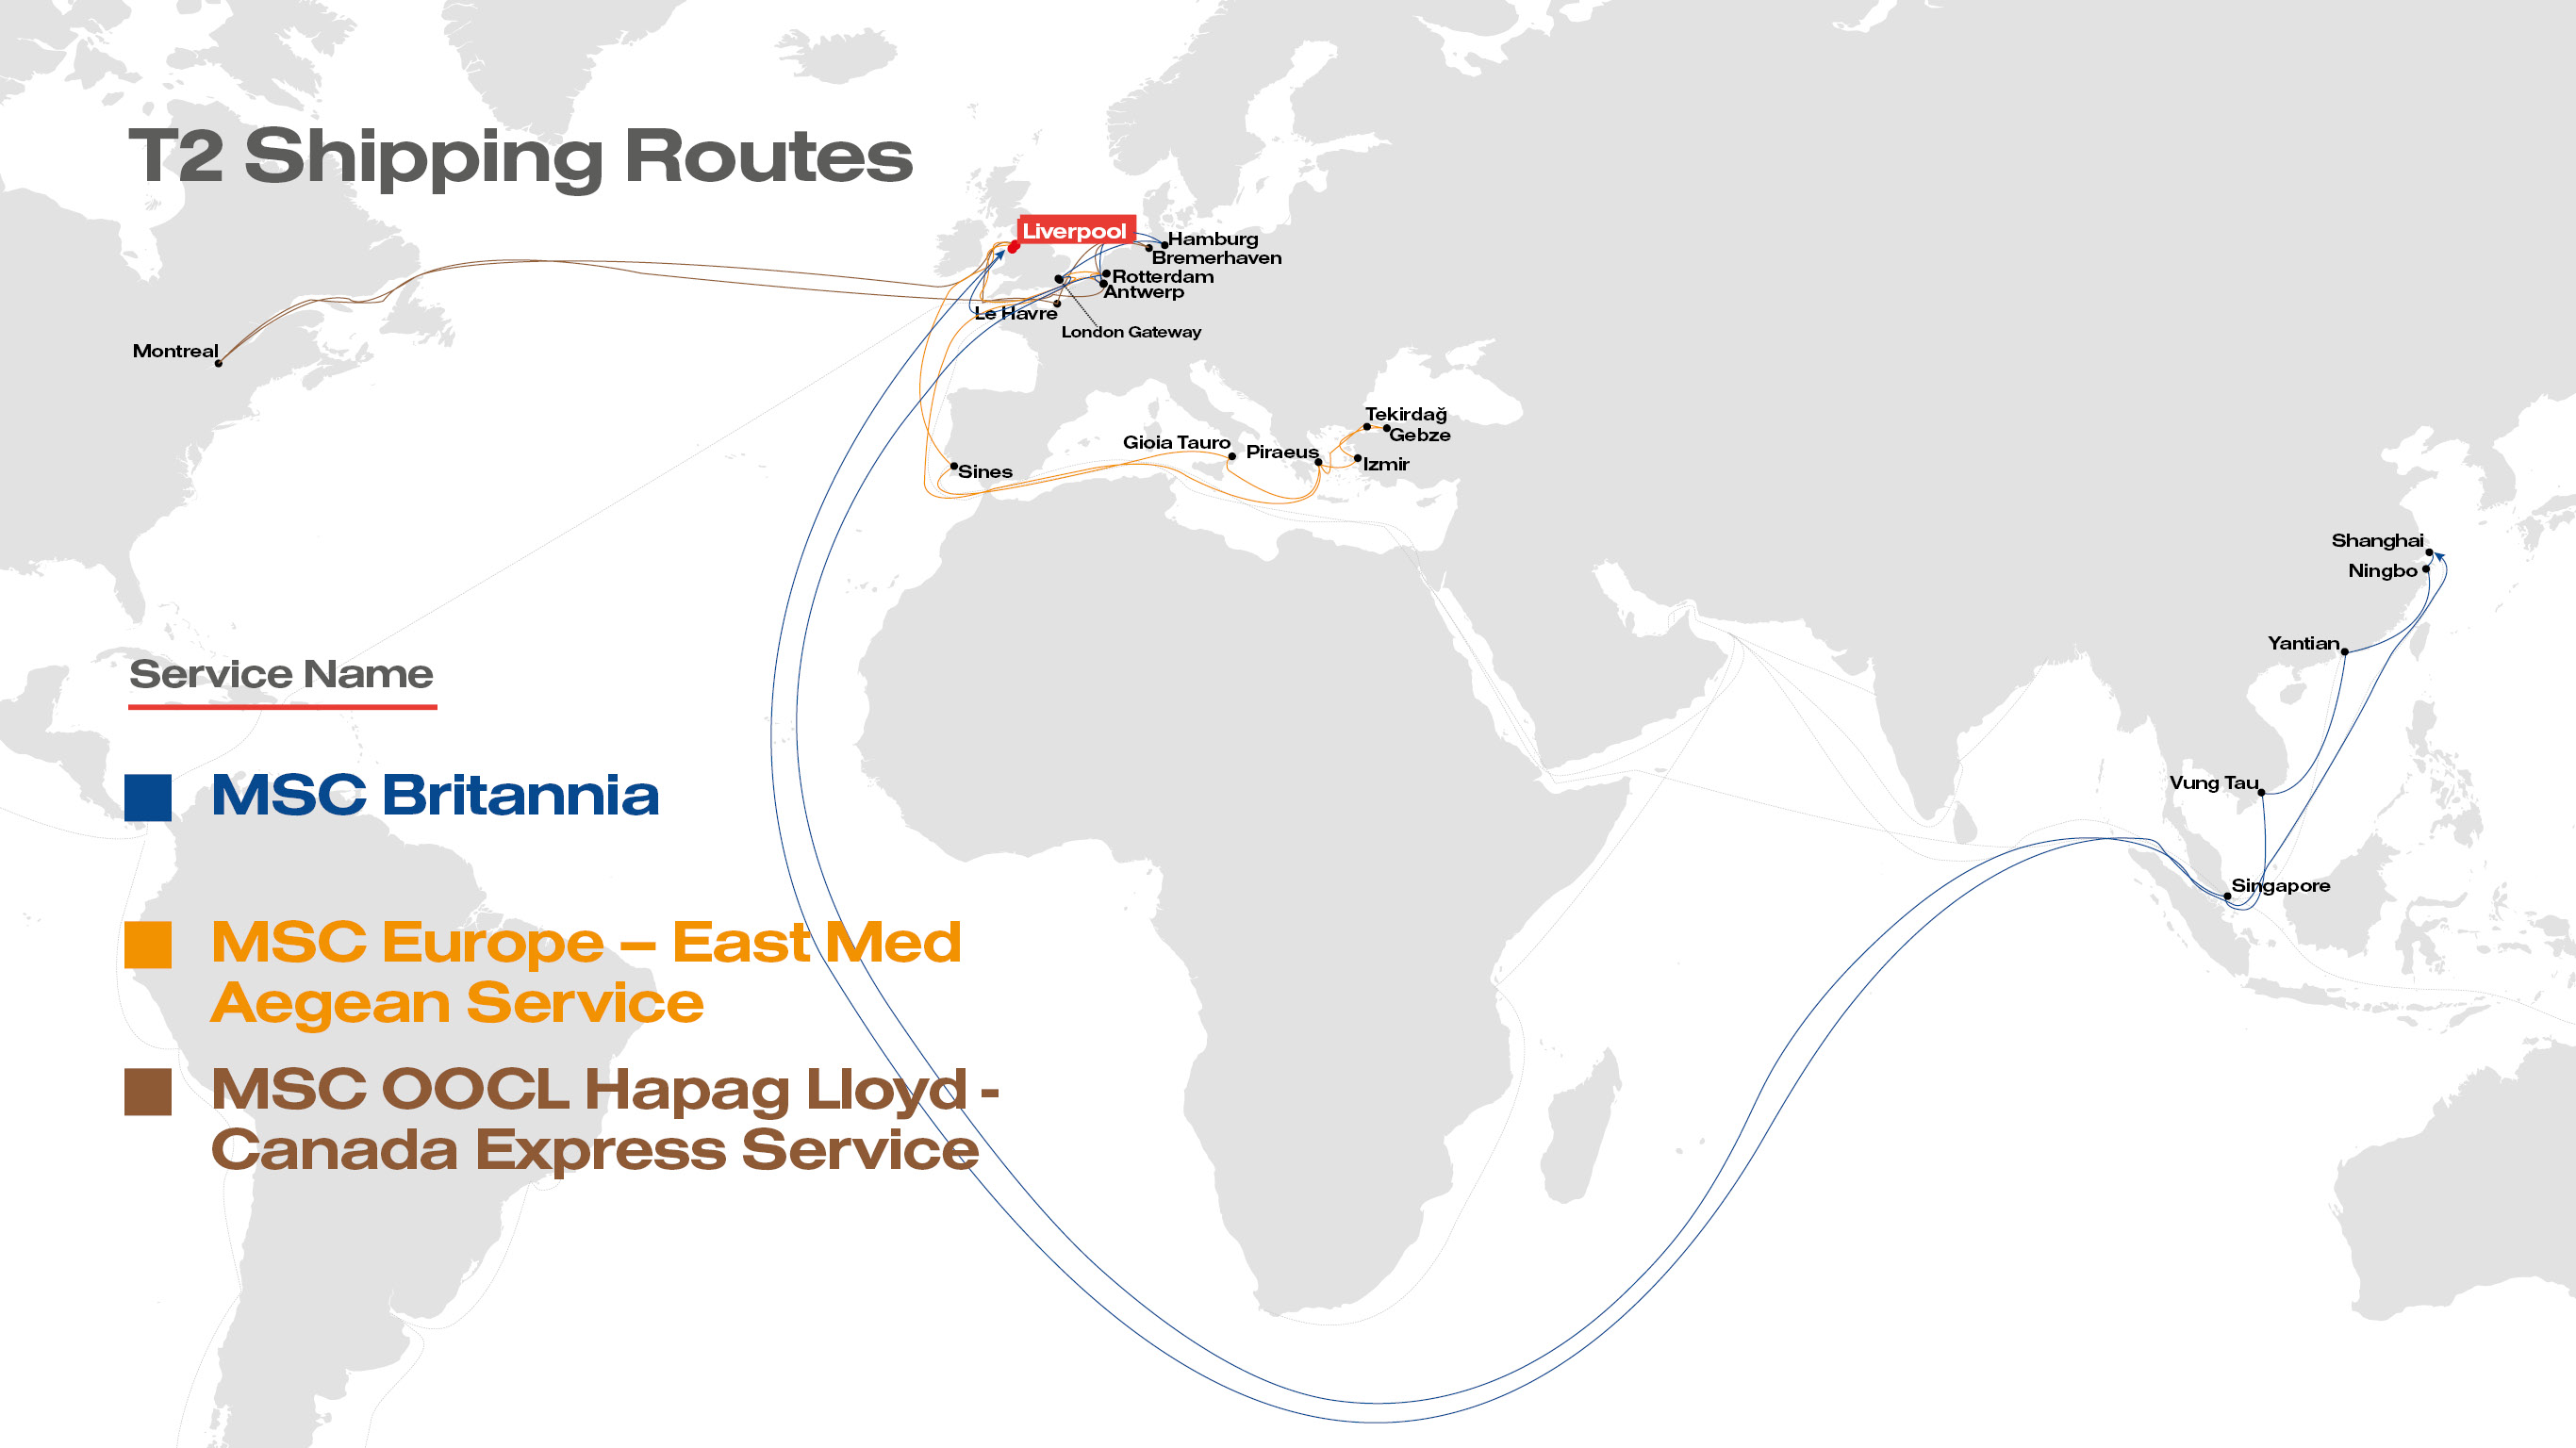 T2 Shipping Routes
Liverpool
Hamburg
Bremerhaven
Rotterdam
Antwerp
Le Havre
London Gateway
Montreal
Tekirdağ
Gebze
Gioia Tauro
Piraeus
Izmir
Sines
Shanghai
Ningbo
Yantian
Vung Tau
Singapore
Service Name
MSC Britannia
MSC Europe – East Med
Aegean Service
MSC OOCL Hapag Lloyd -
Canada Express Service